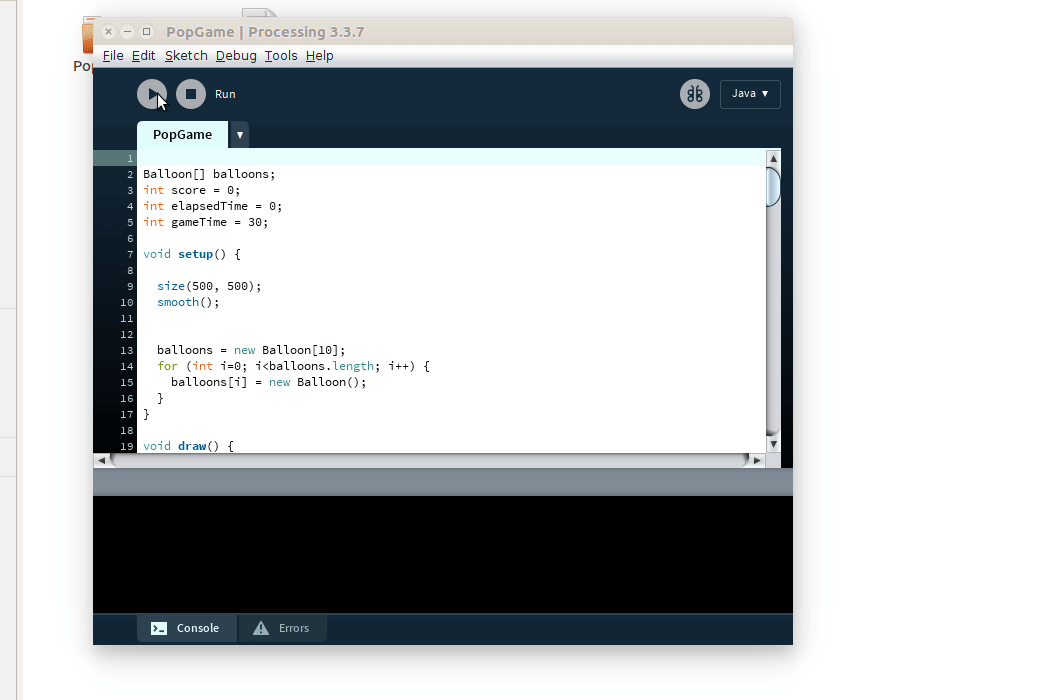 PopGame | Processing 3.3.7
Po
File Edit Sketch Debug Tools Help
Run
Java ▼
PopGame ▼
1
2 Balloon[] balloons;
3 int score = 0;
4 int elapsedTime = 0;
5 int gameTime = 30;
6
7 void setup() {
8
9 size(500, 500);
10 smooth();
11
12
13 balloons = new Balloon[10];
14 for (int i=0; i<balloons.length; i++) {
15 balloons[i] = new Balloon();
16 }
17 }
18
19 void draw() {
Console
Errors